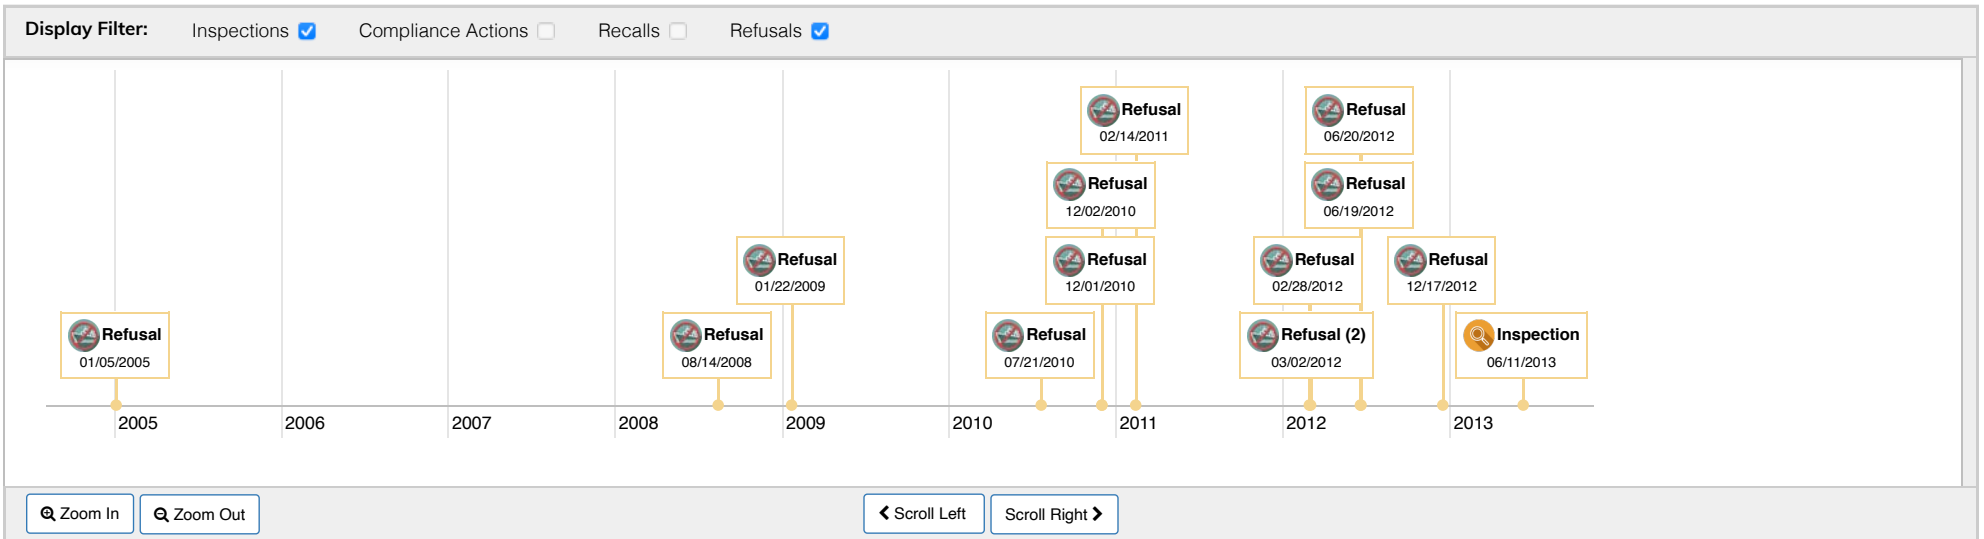 Display Filter: Inspections Compliance Actions Recalls Refusals
Refusal
02/14/2011
Refusal
06/20/2012
Refusal
12/02/2010
Refusal
06/19/2012
Refusal
01/22/2009
Refusal
12/01/2010
Refusal
02/28/2012
Refusal
12/17/2012
Refusal
01/05/2005
Refusal
08/14/2008
Refusal
07/21/2010
Refusal (2)
03/02/2012
Inspection
06/11/2013
2005 2006 2007 2008 2009 2010 2011 2012 2013
Zoom In Zoom Out Scroll Left Scroll Right